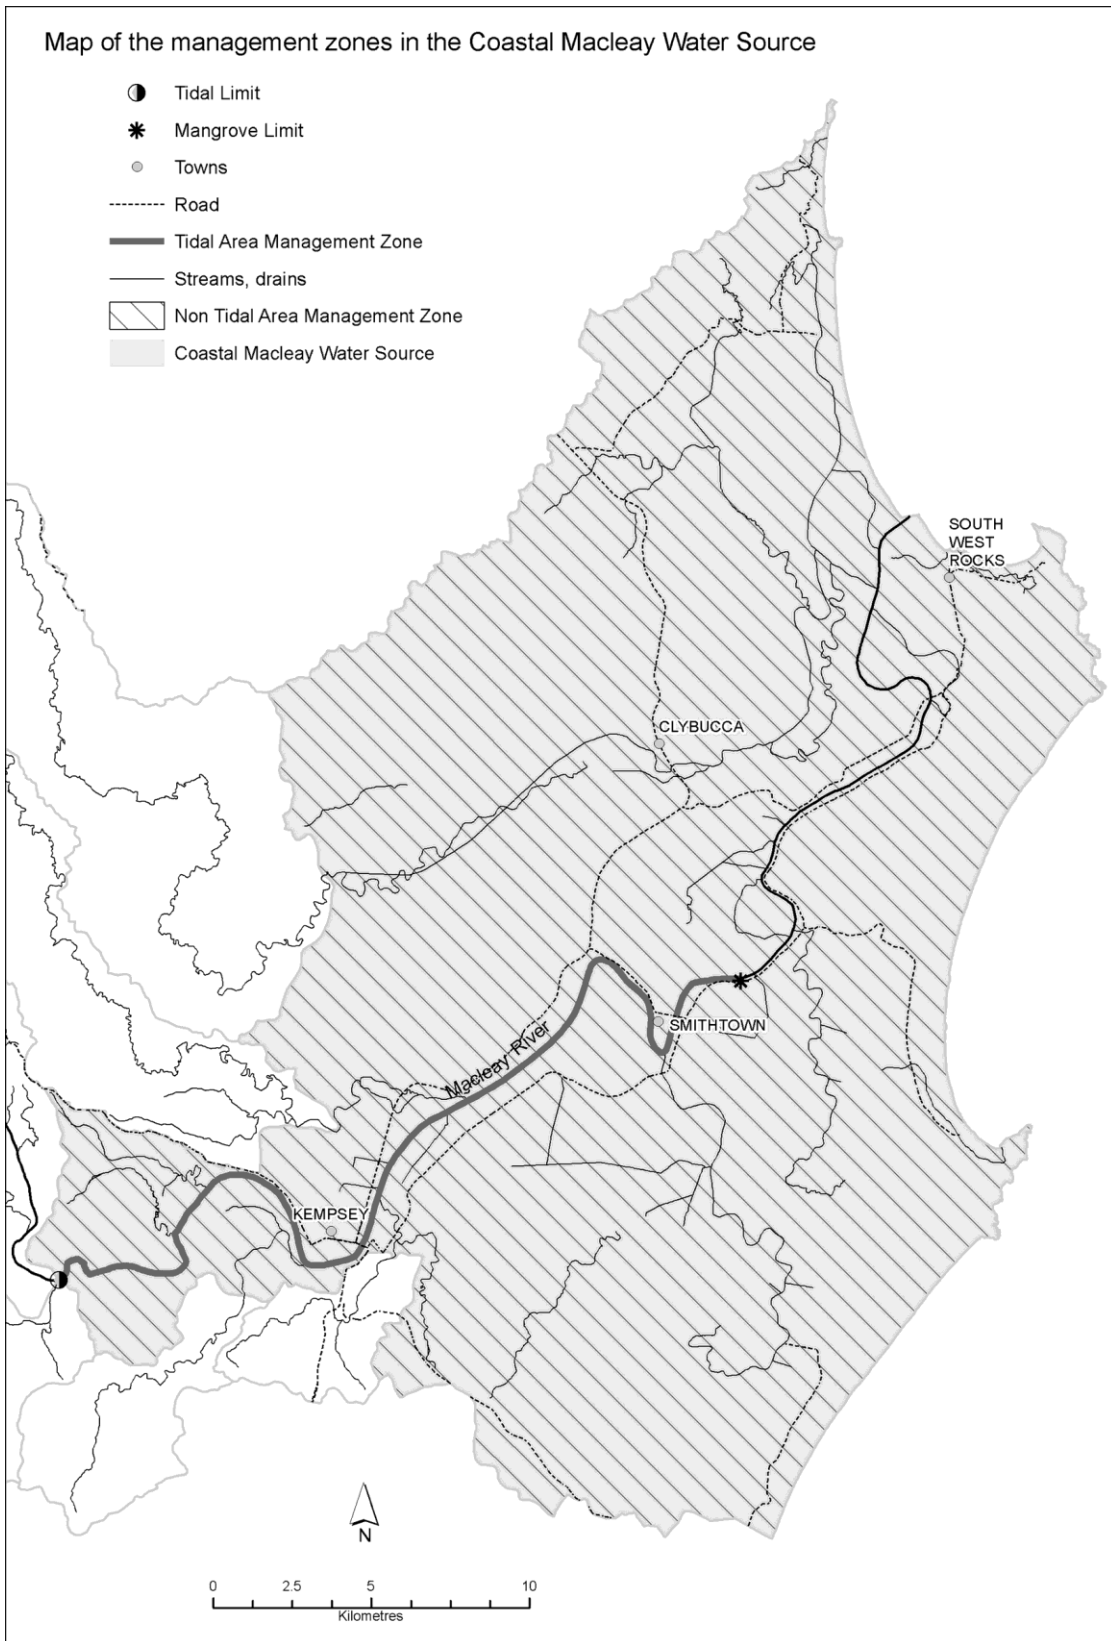 Map of the management zones in the Coastal Macleay Water Source
Tidal Limit
Mangrove Limit
Towns
Road
Tidal Area Management Zone
Streams, drains
Non Tidal Area Management Zone
Coastal Macleay Water Source
SOUTH
WEST
ROCKS
CLYBUCCA
SMITHTOWN
Macleay River
KEMPSEY
N
0 2.5 5 10
Kilometres